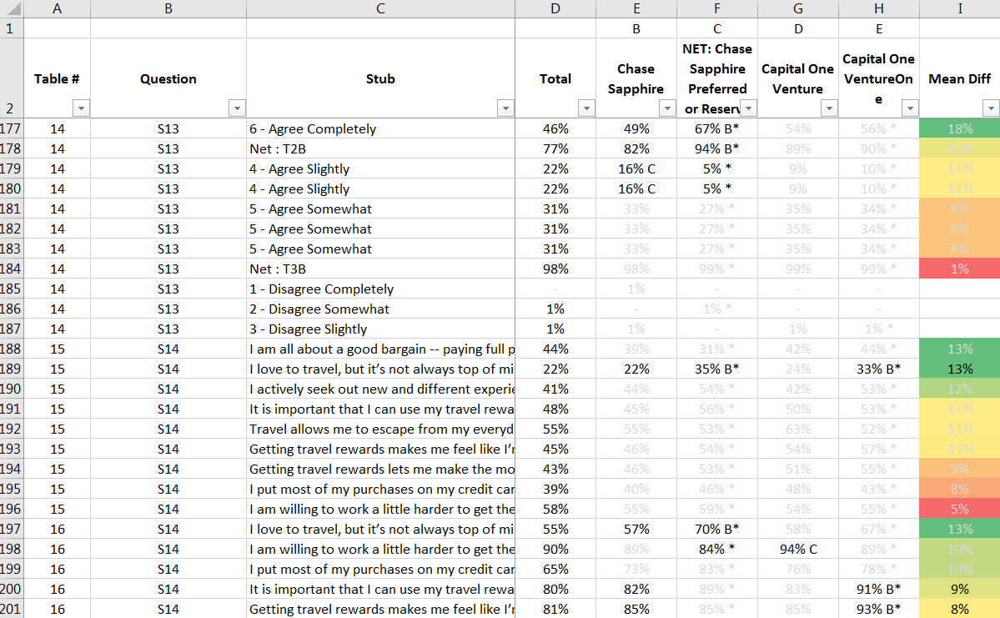 A B C D E F G H I
1 B C D E
2 Table # Question Stub Total Chase Sapphire NET: Chase Sapphire Preferred or Reserv Capital One Venture Capital One VentureOne Mean Diff
177 14 S13 6 - Agree Completely 46% 49% 67% B* 54% 56% * 18%
178 14 S13 Net : T2B 77% 82% 94% B* 89% 90% *
179 14 S13 4 - Agree Slightly 22% 16% C 5% * 9% 10% * 11%
180 14 S13 4 - Agree Slightly 22% 16% C 5% * 9% 10% * 11%
181 14 S13 5 - Agree Somewhat 31% 33% 27% * 35% 34% * 8%
182 14 S13 5 - Agree Somewhat 31% 33% 27% * 35% 34% * 8%
183 14 S13 5 - Agree Somewhat 31% 33% 27% * 35% 34% * 8%
184 14 S13 Net : T3B 98% 98% 99% * 99% 99% * 1%
185 14 S13 1 - Disagree Completely - 1% - - -
186 14 S13 2 - Disagree Somewhat 1% - 1% * - -
187 14 S13 3 - Disagree Slightly 1% 1% - 1% 1% *
188 15 S14 I am all about a good bargain -- paying full p 44% 39% 31% * 42% 44% * 13%
189 15 S14 I love to travel, but it's not always top of mi 22% 22% 35% B* 24% 33% B* 13%
190 15 S14 I actively seek out new and different experie 41% 44% 54% * 42% 53% * 12%
191 15 S14 It is important that I can use my travel rewa 48% 45% 56% * 50% 53% * 11%
192 15 S14 Travel allows me to escape from my everyd 55% 55% 53% * 63% 52% * 11%
193 15 S14 Getting travel rewards makes me feel like I'r 45% 46% 54% * 54% 57% * 11%
194 15 S14 Getting travel rewards lets me make the mo 43% 46% 53% * 51% 55% * 9%
195 15 S14 I put most of my purchases on my credit car 39% 40% 46% * 48% 43% * 8%
196 15 S14 I am willing to work a little harder to get the 58% 55% 59% * 54% 55% * 5%
197 16 S14 I love to travel, but it's not always top of mi 55% 57% 70% B* 58% 67% * 13%
198 16 S14 I am willing to work a little harder to get the 90% 89% 84% * 94% C 89% * 10%
199 16 S14 I put most of my purchases on my credit car 65% 73% 83% * 76% 78% * 10%
200 16 S14 It is important that I can use my travel rewa 80% 82% 89% * 83% 91% B* 9%
201 16 S14 Getting travel rewards makes me feel like I'r 81% 85% 85% * 85% 93% B* 8%